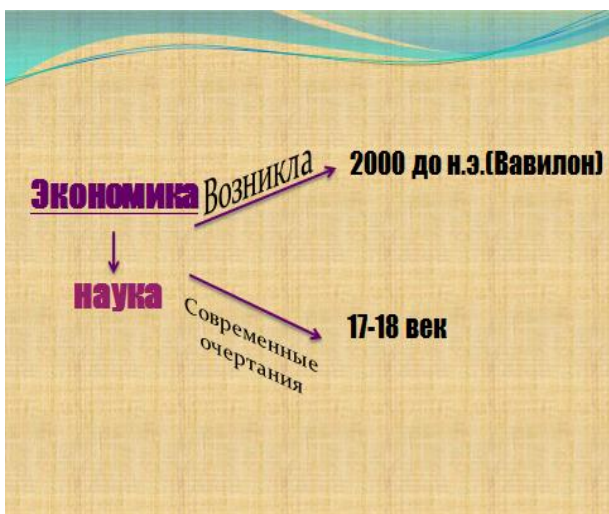 Экономика
Возникла
2000 до н.э.(Вавилон)
наука
Современные
очертания
17-18 век